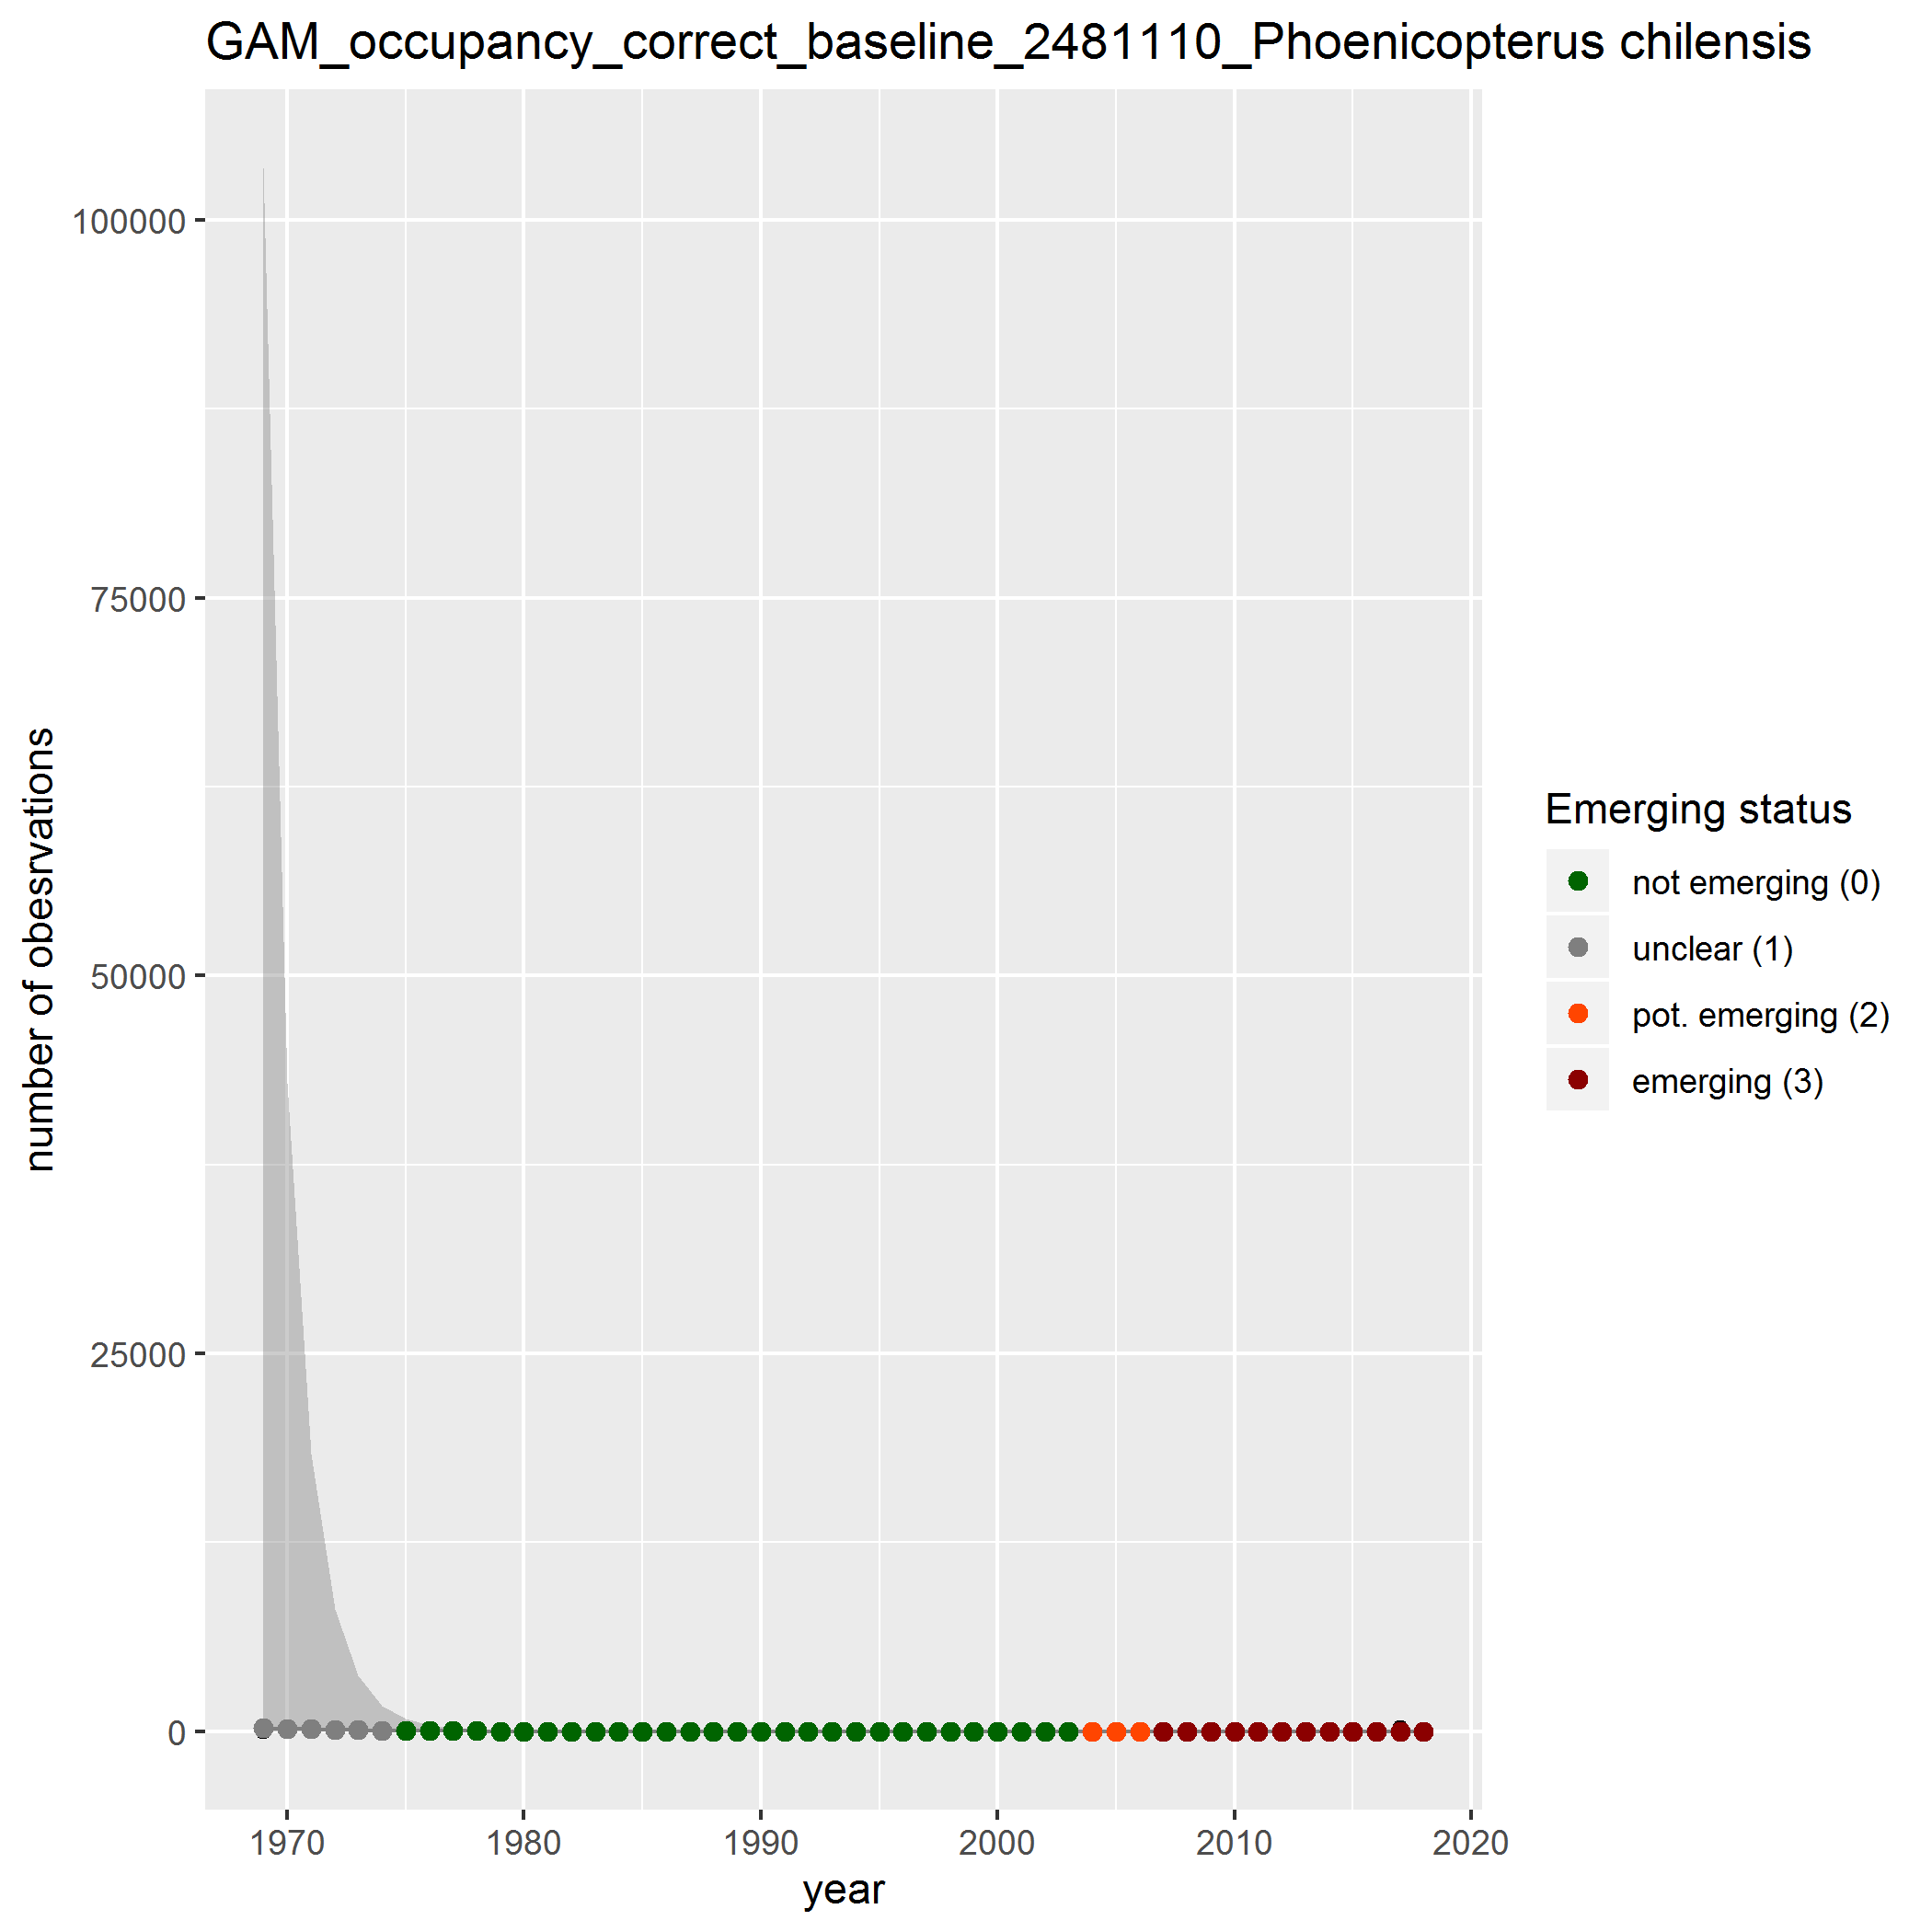 GAM_occupancy_correct_baseline_2481110_Phoenicopterus chilensis
100000
75000
50000
25000
0
number of obesrvations
1970 1980 1990 2000 2010 2020
year
Emerging status
not emerging (0)
unclear (1)
pot. emerging (2)
emerging (3)